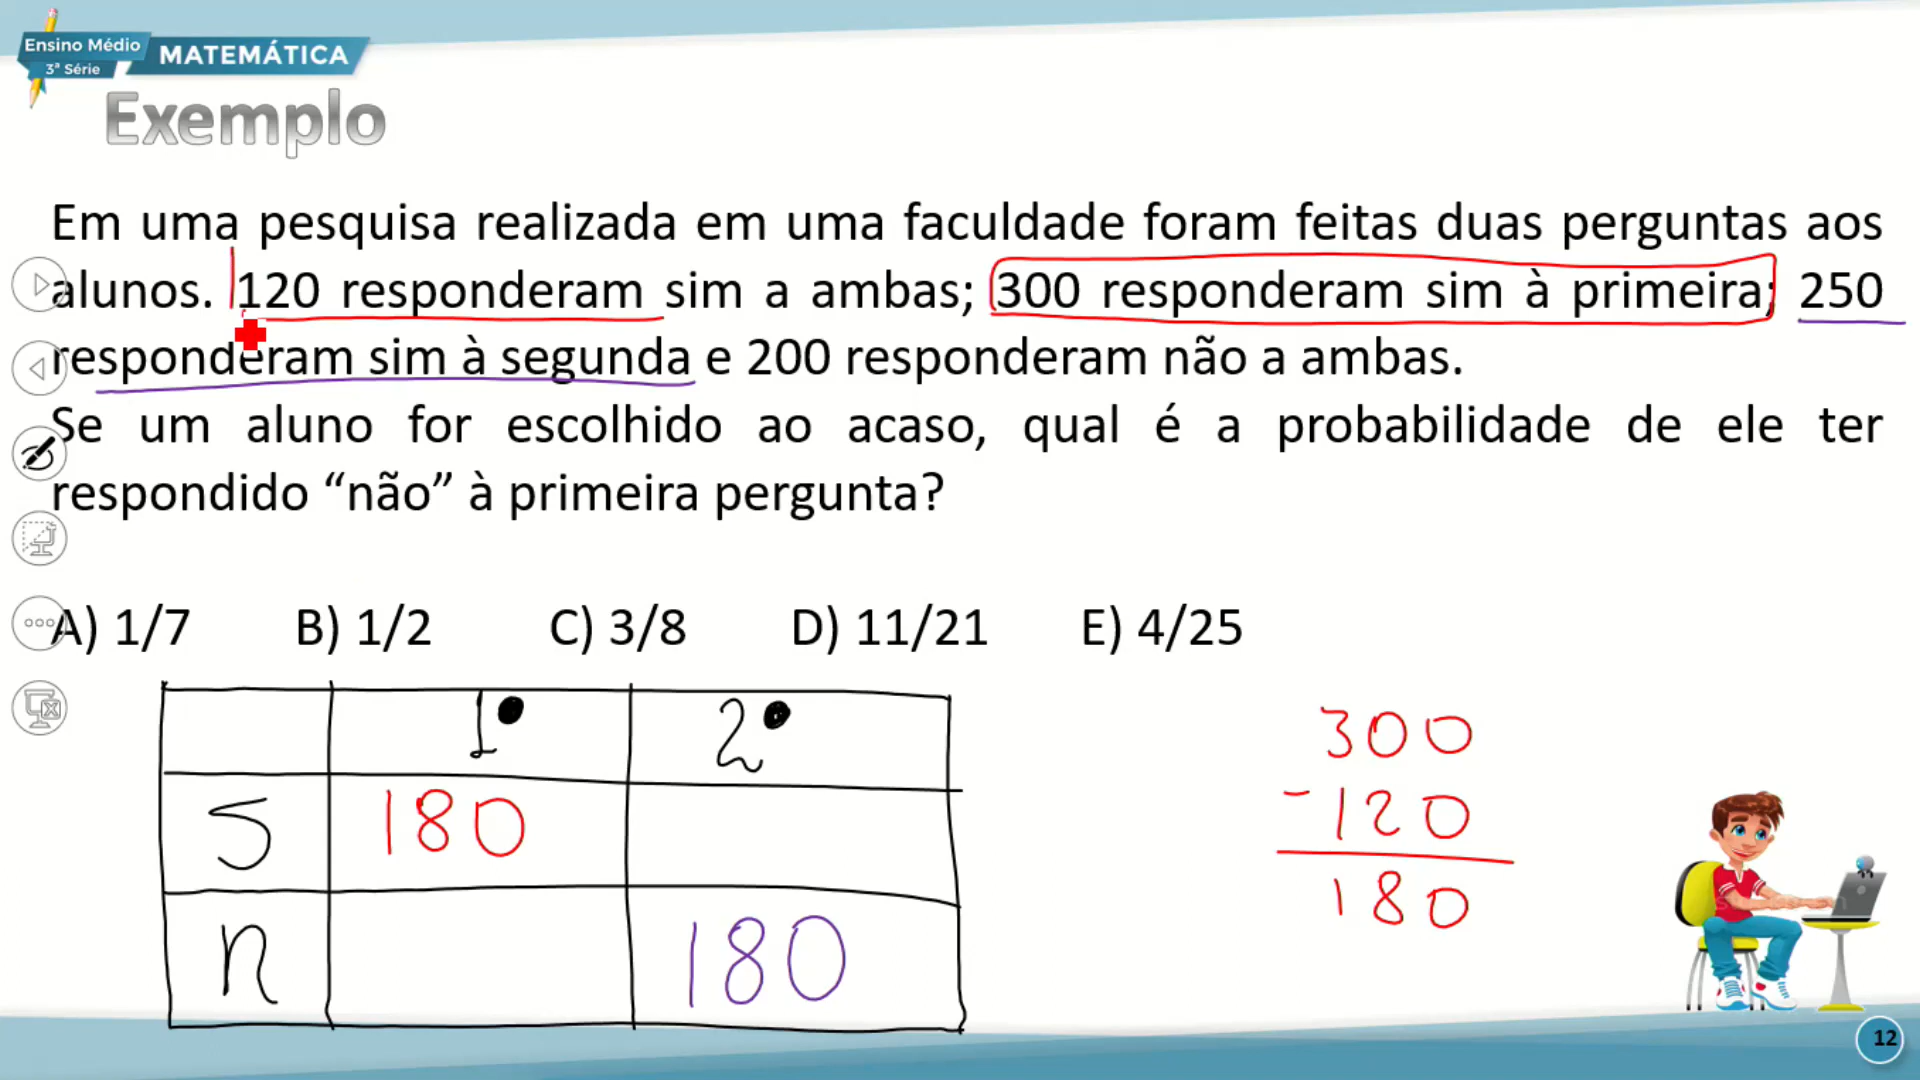 Ensino Médio
3ª Série
MATEMÁTICA
Exemplo
Em uma pesquisa realizada em uma faculdade foram feitas duas perguntas aos
alunos. 120 responderam sim a ambas; 300 responderam sim à primeira; 250
responderam sim à segunda e 200 responderam não a ambas.
Se um aluno for escolhido ao acaso, qual é a probabilidade de ele ter
respondido “não” à primeira pergunta?
A) 1/7 B) 1/2 C) 3/8 D) 11/21 E) 4/25
1• 2•
S 180
n 180
300
- 120
180
12